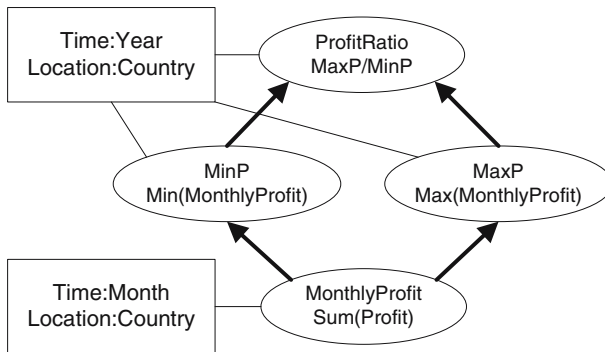 Time:Year
Location:Country
ProfitRatio
MaxP/MinP
MinP
Min(MonthlyProfit)
MaxP
Max(MonthlyProfit)
Time:Month
Location:Country
MonthlyProfit
Sum(Profit)